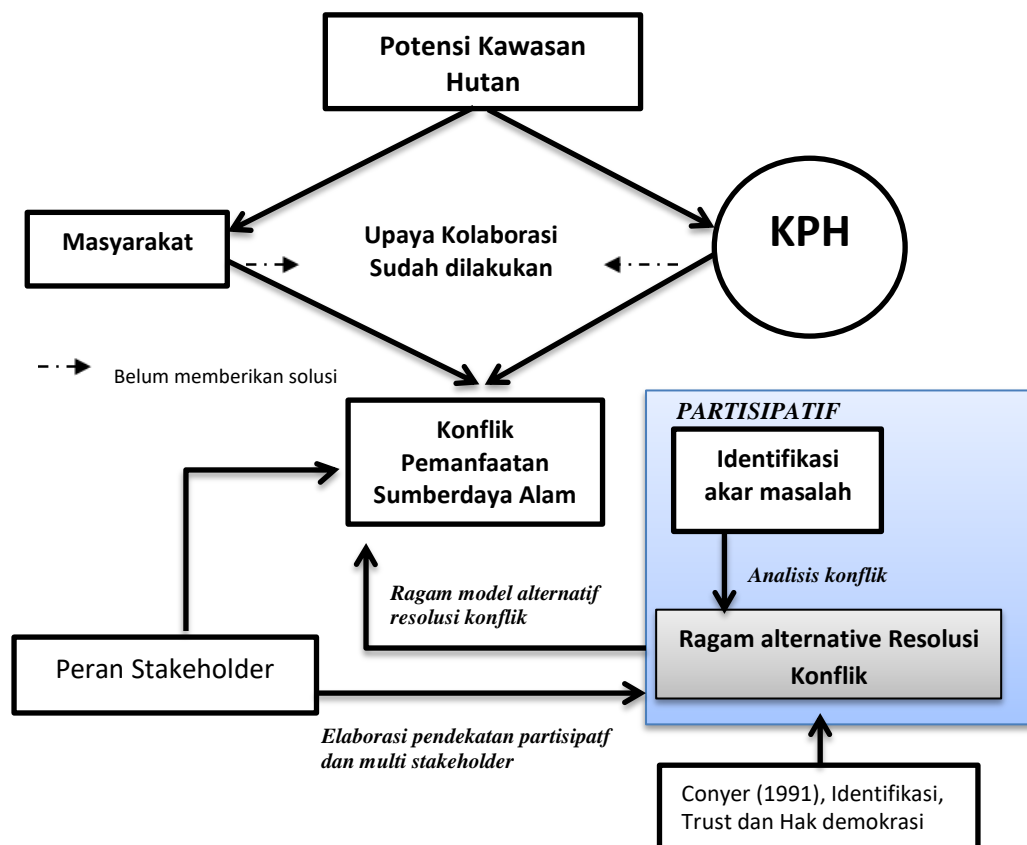 Potensi Kawasan
Hutan
Masyarakat
Upaya Kolaborasi
Sudah dilakukan
KPH
Belum memberikan solusi
Konflik
Pemanfaatan
Sumberdaya Alam
PARTISIPATIF
Identifikasi
akar masalah
Analisis konflik
Ragam model alternatif
resolusi konflik
Ragam alternative Resolusi
Konflik
Peran Stakeholder
Elaborasi pendekatan partisipatf
dan multi stakeholder
Conyer (1991), Identifikasi,
Trust dan Hak demokrasi